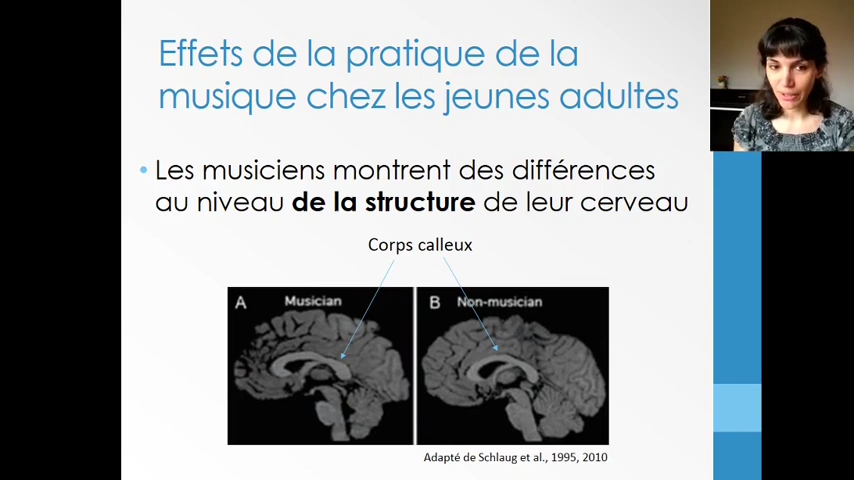 Effets de la pratique de la
musique chez les jeunes adultes
• Les musiciens montrent des différences
au niveau de la structure de leur cerveau
Corps calleux
A Musician
B Non-musician
Adapté de Schlaug et al., 1995, 2010